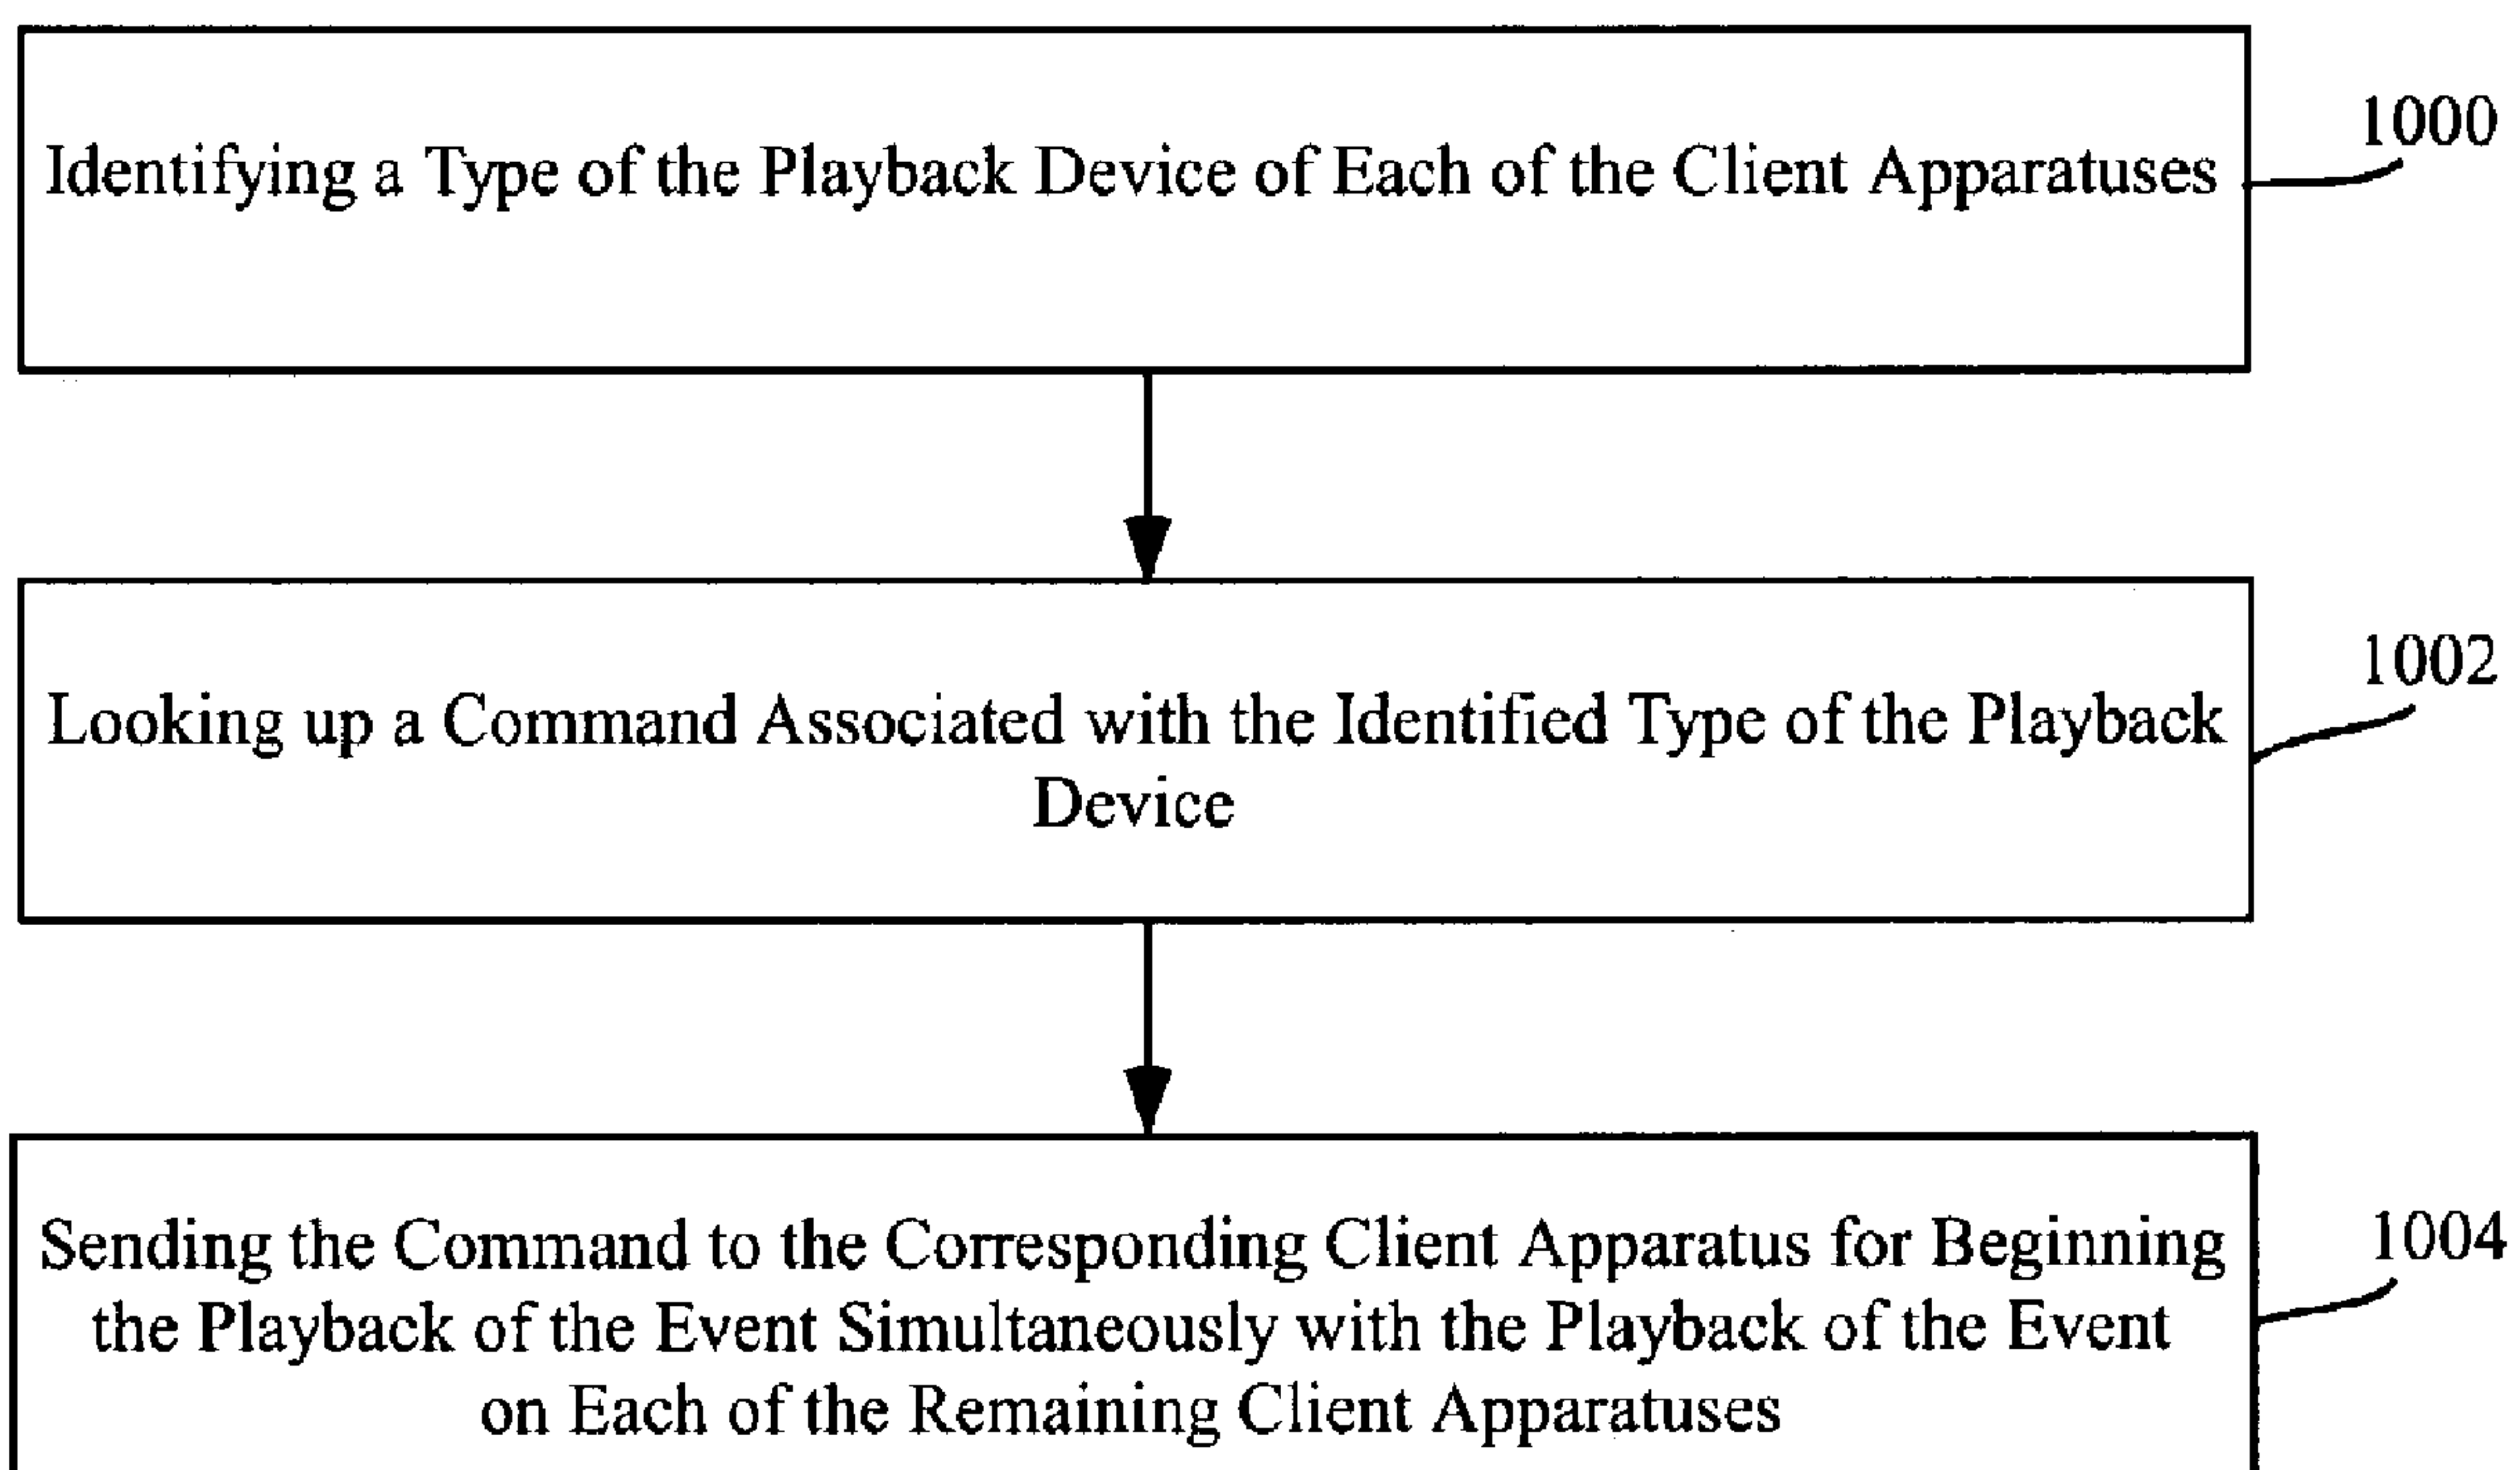 Identifying a Type of the Playback Device of Each of the Client Apparatuses
1000
Looking up a Command Associated with the Identified Type of the Playback
Device
1002
Sending the Command to the Corresponding Client Apparatus for Beginning
the Playback of the Event Simultaneously with the Playback of the Event
on Each of the Remaining Client Apparatuses
1004